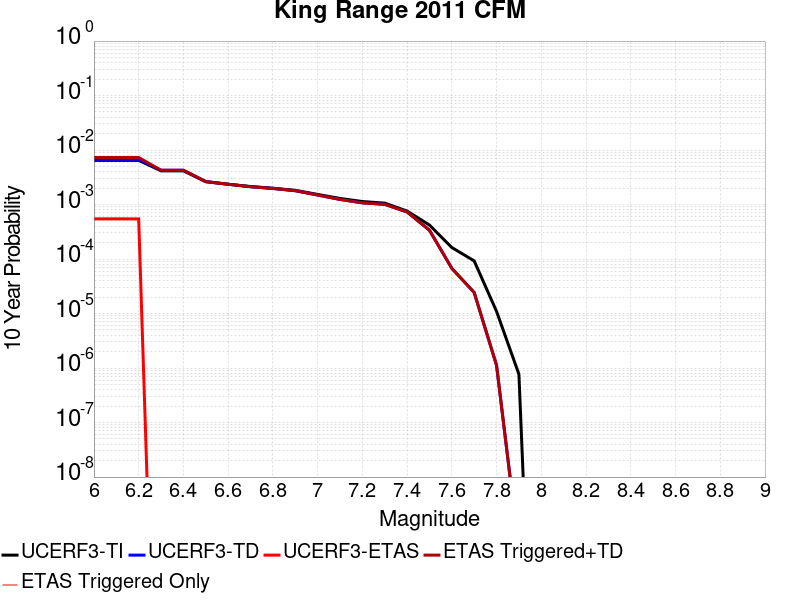 King Range 2011 CFM
10^0
10^-1
10^-2
10^-3
10^-4
10^-5
10^-6
10^-7
10^-8
10 Year Probability
6 6.2 6.4 6.6 6.8 7 7.2 7.4 7.6 7.8 8 8.2 8.4 8.6 8.8 9
Magnitude
UCERF3-TI UCERF3-TD UCERF3-ETAS ETAS Triggered+TD
ETAS Triggered Only